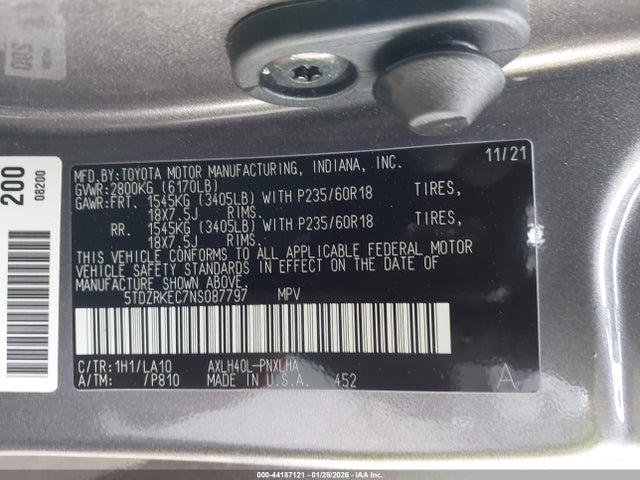 MFD.BY:TOYOTA MOTOR MANUFACTURING, INDIANA, INC. 11/21
GVWR:2800KG (6170LB)
GAWR:FRT. 1545KG (3405LB) WITH P235/60R18 TIRES,
18X7.5J RIMS.
RR. 1545KG (3405LB) WITH P235/60R18 TIRES,
18X7.5J RIMS.
THIS VEHICLE CONFORMS TO ALL APPLICABLE FEDERAL MOTOR
VEHICLE SAFETY STANDARDS IN EFFECT ON THE DATE OF
MANUFACTURE SHOWN ABOVE.
5TDZRKEC7NS087797 MPV
C/TR:1H1/LA10 AXLH40L-PNXLHA
A/TM: /P810 MADE IN U.S.A. 452 A
200
08200
000-44187121 - 01/28/2026 - IAAI HOLDING INC.